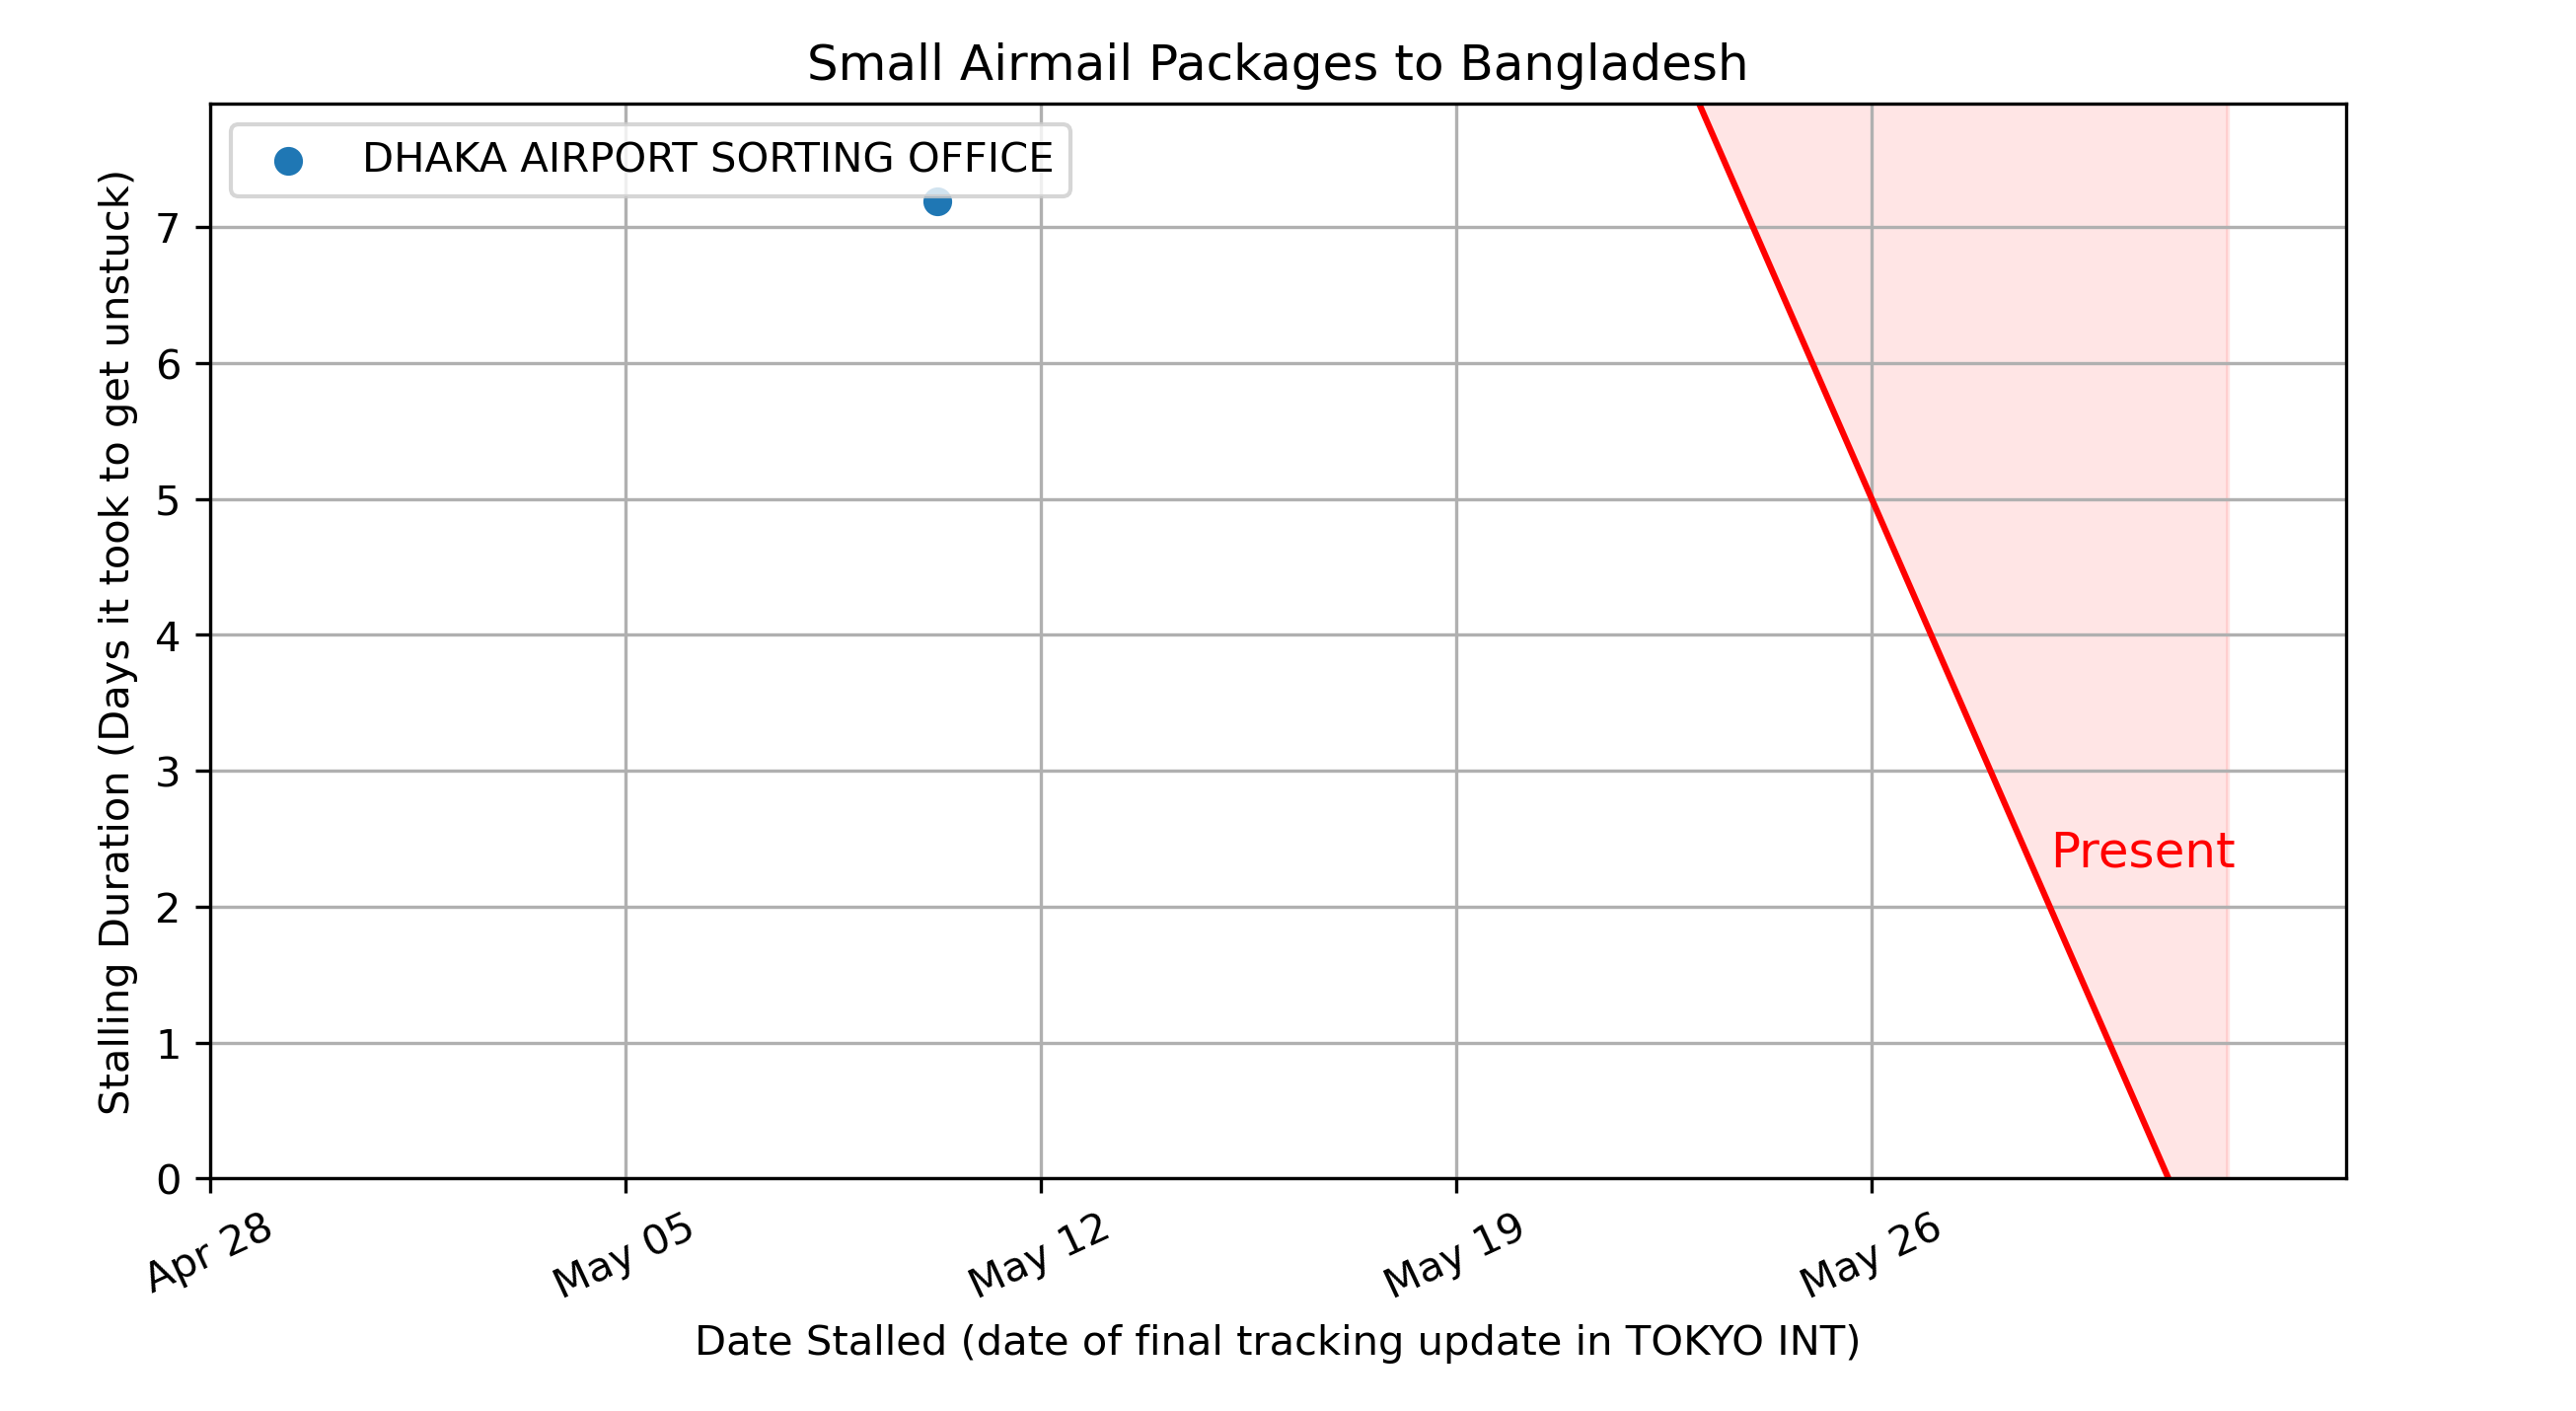 Small Airmail Packages to Bangladesh
DHAKA AIRPORT SORTING OFFICE
Stalling Duration (Days it took to get unstuck)
7
6
5
4
3
2
1
0
Present
Apr 28
May 05
May 12
May 19
May 26
Date Stalled (date of final tracking update in TOKYO INT)